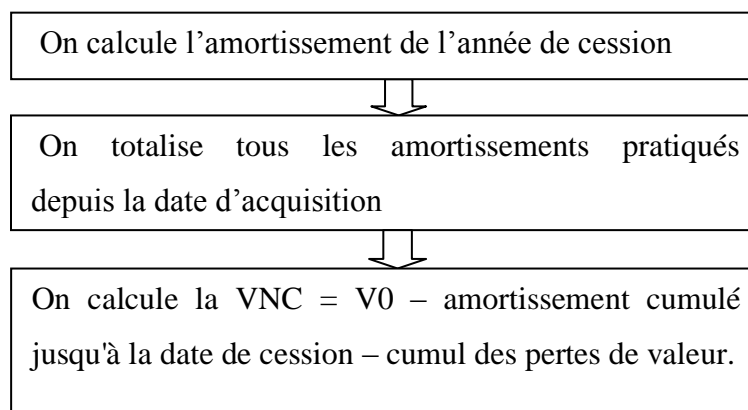 On calcule l’amortissement de l’année de cession
On totalise tous les amortissements pratiqués
depuis la date d’acquisition
On calcule la VNC = V0 – amortissement cumulé
jusqu'à la date de cession – cumul des pertes de valeur.